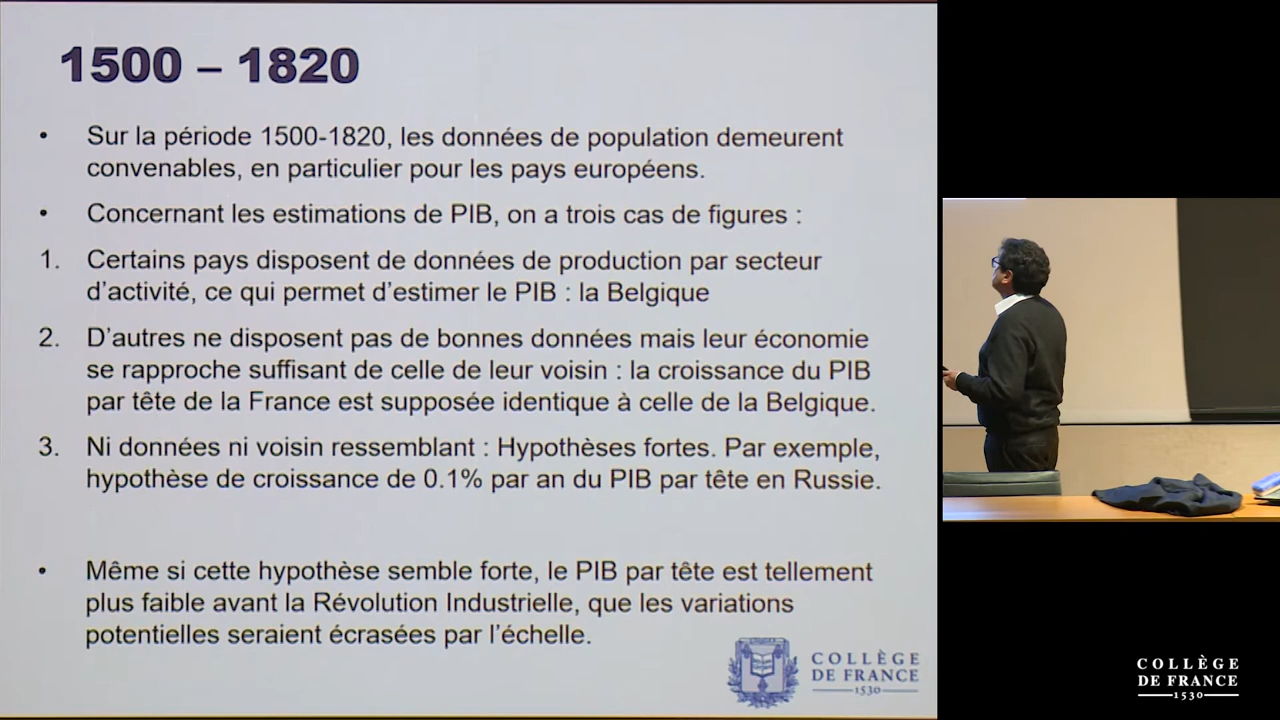 1500 – 1820
• Sur la période 1500-1820, les données de population demeurent
convenables, en particulier pour les pays européens.
• Concernant les estimations de PIB, on a trois cas de figures :
1. Certains pays disposent de données de production par secteur
d’activité, ce qui permet d’estimer le PIB : la Belgique
2. D’autres ne disposent pas de bonnes données mais leur économie
se rapproche suffisant de celle de leur voisin : la croissance du PIB
par tête de la France est supposée identique à celle de la Belgique.
3. Ni données ni voisin ressemblant : Hypothèses fortes. Par exemple,
hypothèse de croissance de 0.1% par an du PIB par tête en Russie.
• Même si cette hypothèse semble forte, le PIB par tête est tellement
plus faible avant la Révolution Industrielle, que les variations
potentielles seraient écrasées par l’échelle.
COLLÈGE
DE FRANCE
1530
COLLÈGE
DE FRANCE
1530